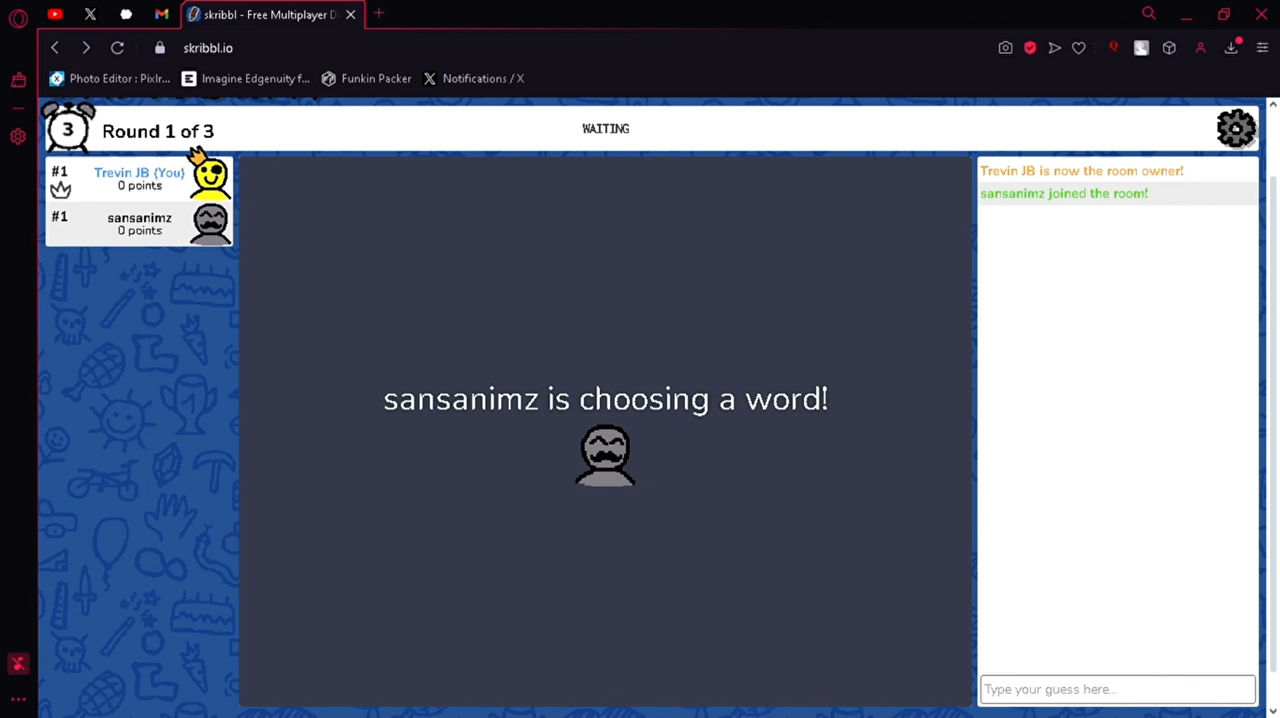 skribbl - Free Multiplayer D
skribbl.io
Photo Editor : Pixlr...
Imagine Edgenuity f...
Funkin Packer
Notifications / X
3
Round 1 of 3
WAITING
#1
Trevin JB (You)
0 points
#1
sansanimz
0 points
sansanimz is choosing a word!
Trevin JB is now the room owner!
sansanimz joined the room!
Type your guess here...